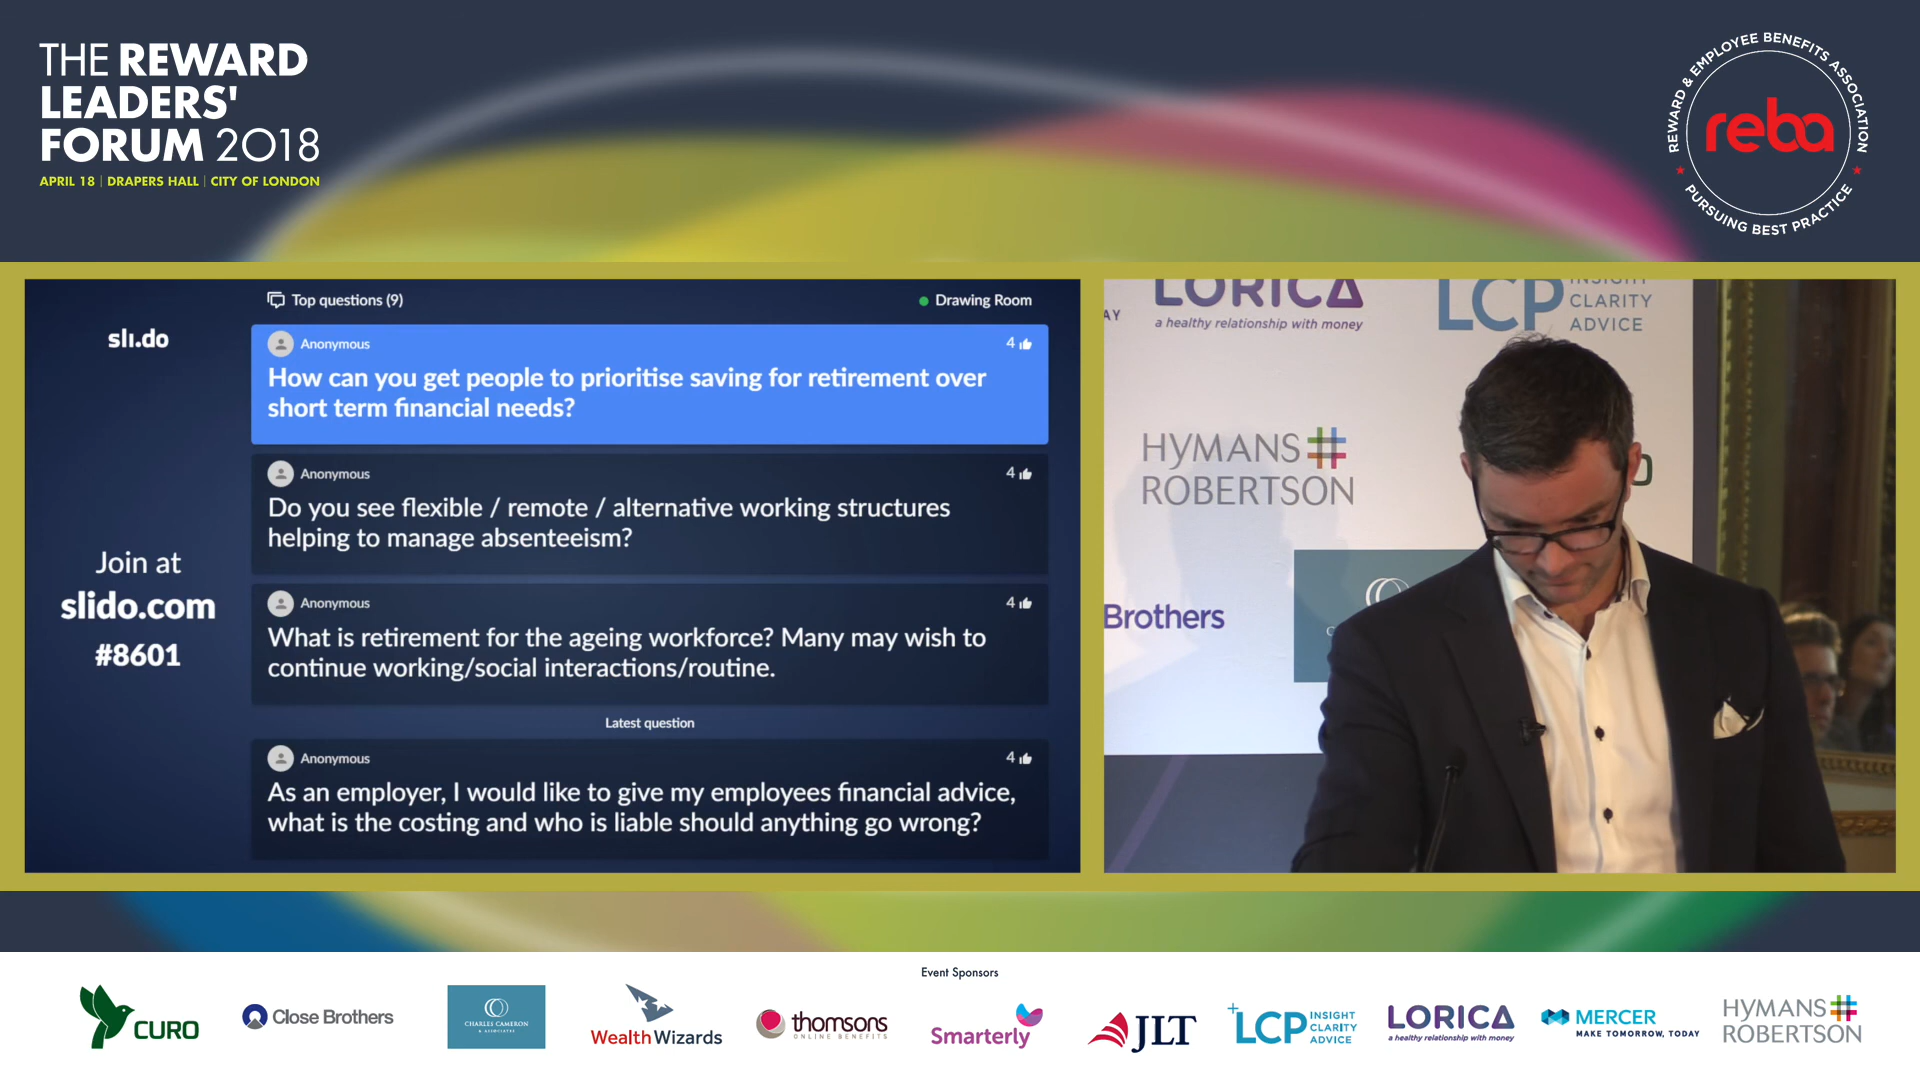 THE REWARD
LEADERS'
FORUM 2018
APRIL 18 | DRAPERS HALL | CITY OF LONDON
REWARD & EMPLOYEE BENEFITS ASSOCIATION
reba
PURSUING BEST PRACTICE
sli.do
Join at
slido.com
#8601
Top questions (9)
Drawing Room
Anonymous
4
How can you get people to prioritise saving for retirement over
short term financial needs?
Anonymous
4
Do you see flexible / remote / alternative working structures
helping to manage absenteeism?
Anonymous
4
What is retirement for the ageing workforce? Many may wish to
continue working/social interactions/routine.
Latest question
Anonymous
4
As an employer, I would like to give my employees financial advice,
what is the costing and who is liable should anything go wrong?
AY
LORICA
a healthy relationship with money
LCP
INSIGHT
CLARITY
ADVICE
HYMANS
ROBERTSON
Brothers
Event Sponsors
CURO
Close Brothers
CHARLES CAMERON
& ASSOCIATES
WealthWizards
thomsons
ONLINE BENEFITS
Smarterly
JLT
LCP
INSIGHT
CLARITY
ADVICE
LORICA
a healthy relationship with money
MERCER
MAKE TOMORROW, TODAY
HYMANS
ROBERTSON